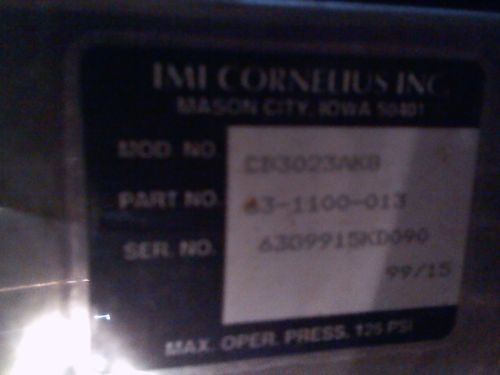 IMI CORNELIUS INC.
MASON CITY, IOWA 50401
MOD. NO. CB3023AKB
PART NO. 63-1100-013
SER. NO. 63G9915KD090
99/15
MAX. OPER. PRESS. 125 PSI